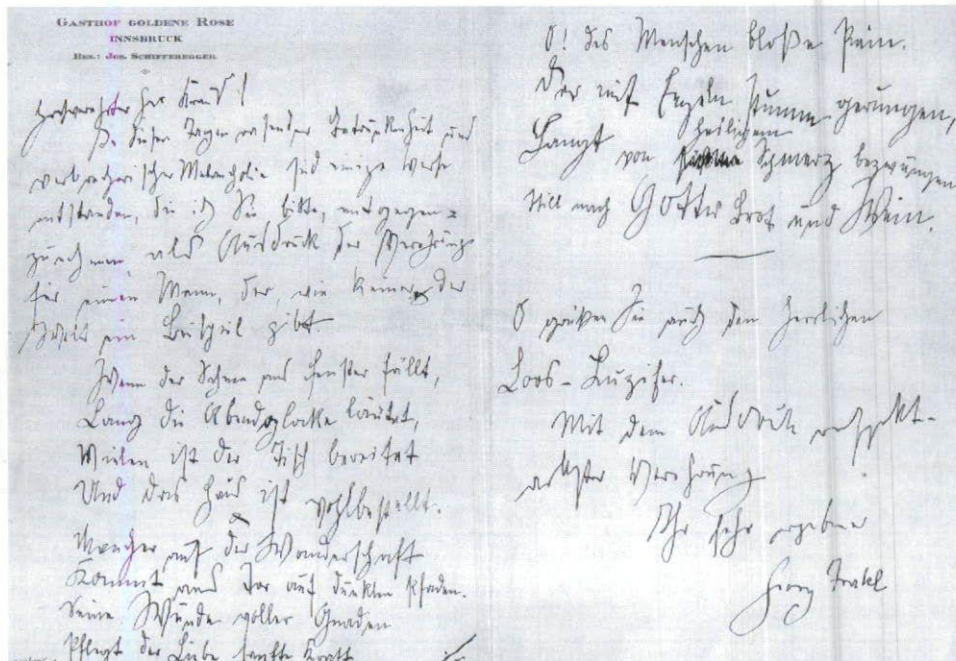 GASTHOF GOLDENE ROSE
INNSBRUCK
BES.: JOS. SCHIFFEREGGER
Hochverehrter Herr Kraus!
In diesen Tagen rasender Betrunkenheit und
verbrecherischer Melancholie sind einige Verse
entstanden, die ich Sie bitte, entgegen=
zunehmen, als Ausdruck der Verehrung
für einen Mann, der, wie keiner der
Welt ein Beispiel gibt.
Wenn der Schnee ans Fenster fällt,
Lang die Abendglocke läutet,
Vielen ist der Tisch bereitet
Und das Haus ist wohlbestellt.
Mancher auf der Wanderschaft
Kommt ans Tor auf dunklen Pfaden.
Seine Wunde voller Gnaden
Pflegt der Liebe sanfte Kraft
O! des Menschen bloße Pein.
Der mit Engeln stumm gerungen,
heiligem
Langt von Schmerz bezwungen
Still nach Gottes Brot und Wein.
O grüßen Sie auch den herrlichen
Loos-Luzifer.
Mit dem Ausdruck respekt-
vollster Verehrung
Ihr sehr ergebener
Georg Trakl